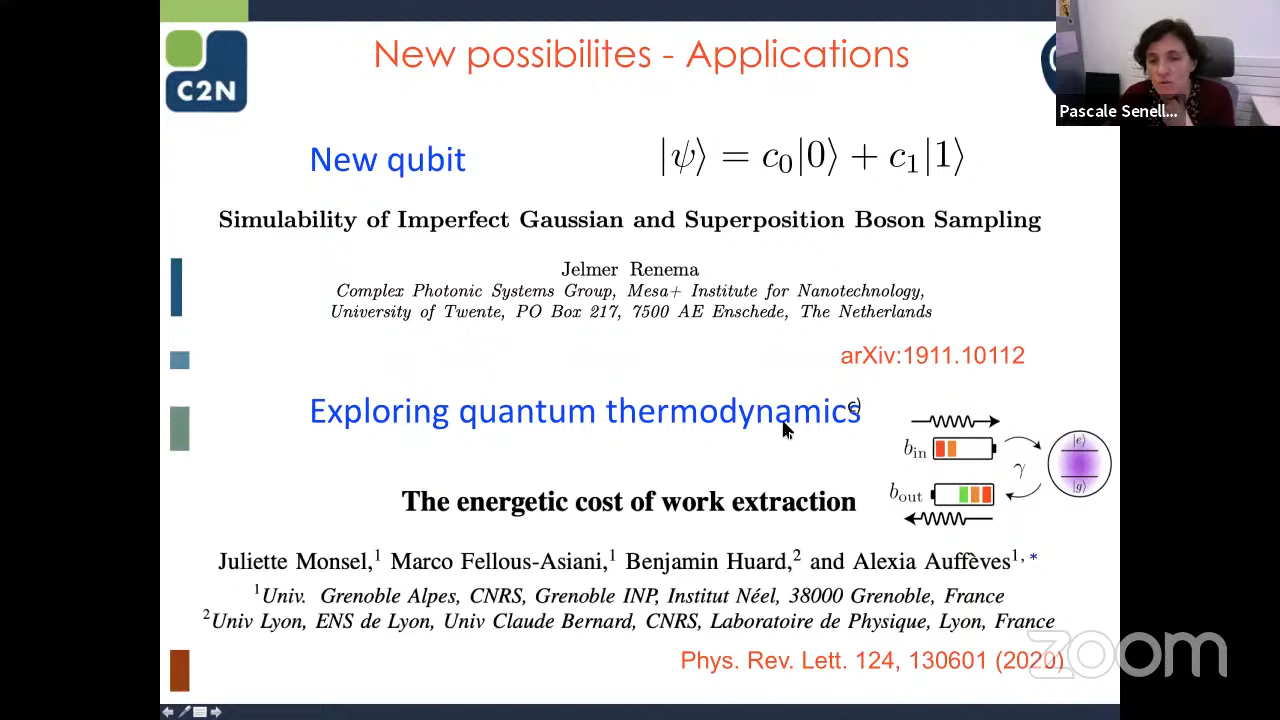 New possibilites - Applications
C2N
Pascale Senell...
New qubit
|ψ⟩ = c₀|0⟩ + c₁|1⟩
Simulability of Imperfect Gaussian and Superposition Boson Sampling
Jelmer Renema
Complex Photonic Systems Group, Mesa+ Institute for Nanotechnology,
University of Twente, PO Box 217, 7500 AE Enschede, The Netherlands
arXiv:1911.10112
Exploring quantum thermodynamics
c)
b_in
|e⟩
γ
|g⟩
b_out
The energetic cost of work extraction
Juliette Monsel,¹ Marco Fellous-Asiani,¹ Benjamin Huard,² and Alexia Auffèves¹,*
¹Univ. Grenoble Alpes, CNRS, Grenoble INP, Institut Néel, 38000 Grenoble, France
²Univ Lyon, ENS de Lyon, Univ Claude Bernard, CNRS, Laboratoire de Physique, Lyon, France
Phys. Rev. Lett. 124, 130601 (2020)
zoom